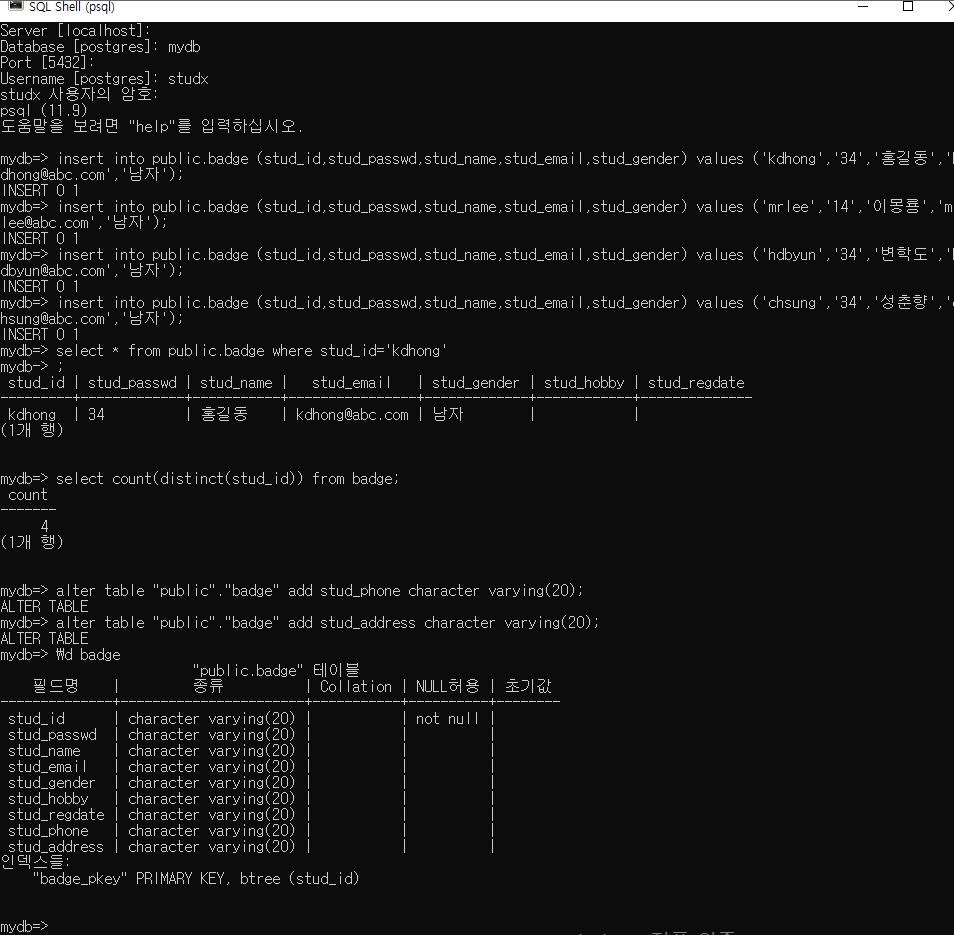 SQL Shell (psql)
Server [localhost]:
Database [postgres]: mydb
Port [5432]:
Username [postgres]: studx
studx 사용자의 암호:
psql (11.9)
도움말을 보려면 "help"를 입력하십시오.
mydb=> insert into public.badge (stud_id,stud_passwd,stud_name,stud_email,stud_gender) values ('kdhong','34','홍길동','
dhong@abc.com','남자');
INSERT 0 1
mydb=> insert into public.badge (stud_id,stud_passwd,stud_name,stud_email,stud_gender) values ('mrlee','14','이몽룡','m
lee@abc.com','남자');
INSERT 0 1
mydb=> insert into public.badge (stud_id,stud_passwd,stud_name,stud_email,stud_gender) values ('hdbyun','34','변학도','
dbyun@abc.com','남자');
INSERT 0 1
mydb=> insert into public.badge (stud_id,stud_passwd,stud_name,stud_email,stud_gender) values ('chsung','34','성춘향','
hsung@abc.com','남자');
INSERT 0 1
mydb=> select * from public.badge where stud_id='kdhong'
mydb-> ;
stud_id | stud_passwd | stud_name | stud_email | stud_gender | stud_hobby | stud_regdate
---------+-------------+-----------+----------------+-------------+------------+--------------
kdhong | 34 | 홍길동 | kdhong@abc.com | 남자 | |
(1개 행)
mydb=> select count(distinct(stud_id)) from badge;
count
-------
4
(1개 행)
mydb=> alter table "public"."badge" add stud_phone character varying(20);
ALTER TABLE
mydb=> alter table "public"."badge" add stud_address character varying(20);
ALTER TABLE
mydb=> ₩d badge
"public.badge" 테이블
필드명 | 종류 | Collation | NULL허용 | 초기값
--------------+-----------------------+-----------+----------+--------
stud_id | character varying(20) | | not null |
stud_passwd | character varying(20) | | |
stud_name | character varying(20) | | |
stud_email | character varying(20) | | |
stud_gender | character varying(20) | | |
stud_hobby | character varying(20) | | |
stud_regdate | character varying(20) | | |
stud_phone | character varying(20) | | |
stud_address | character varying(20) | | |
인덱스들:
"badge_pkey" PRIMARY KEY, btree (stud_id)
mydb=>